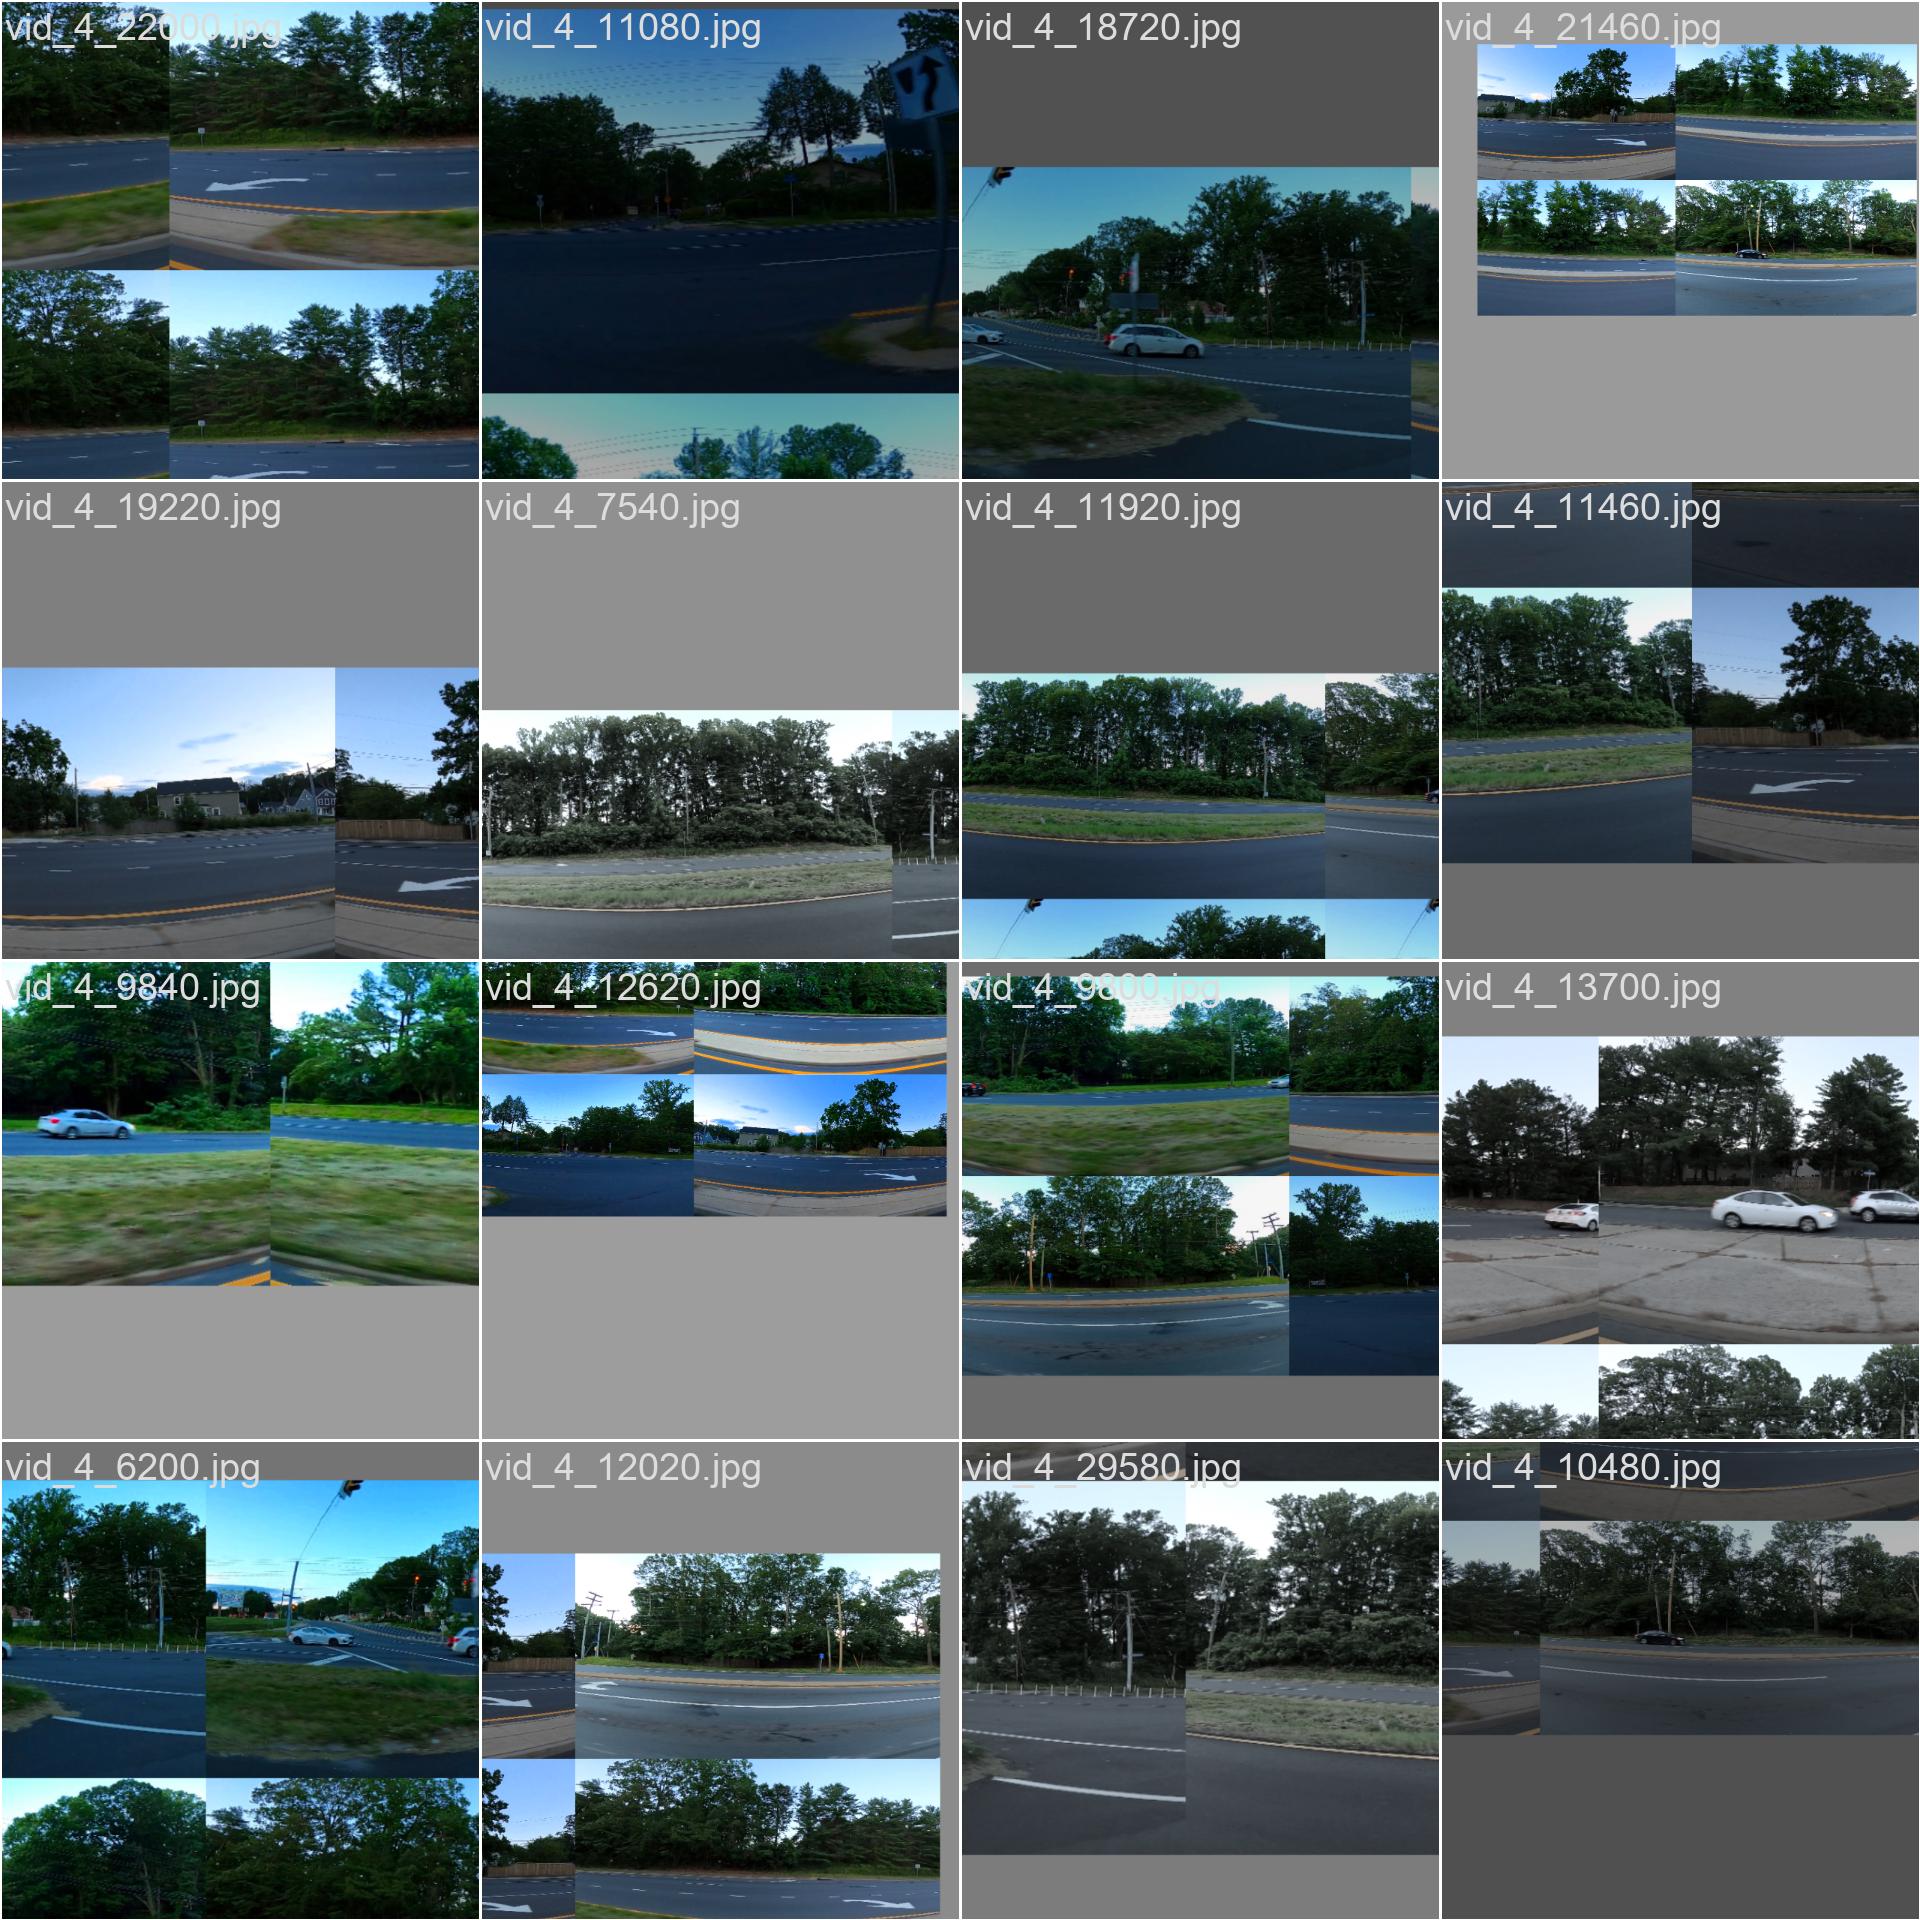 vid_4_22000.jpg
vid_4_11080.jpg
vid_4_18720.jpg
vid_4_21460.jpg
vid_4_19220.jpg
vid_4_7540.jpg
vid_4_11920.jpg
vid_4_11460.jpg
vid_4_9840.jpg
vid_4_12620.jpg
vid_4_9800.jpg
vid_4_13700.jpg
vid_4_6200.jpg
vid_4_12020.jpg
vid_4_29580.jpg
vid_4_10480.jpg